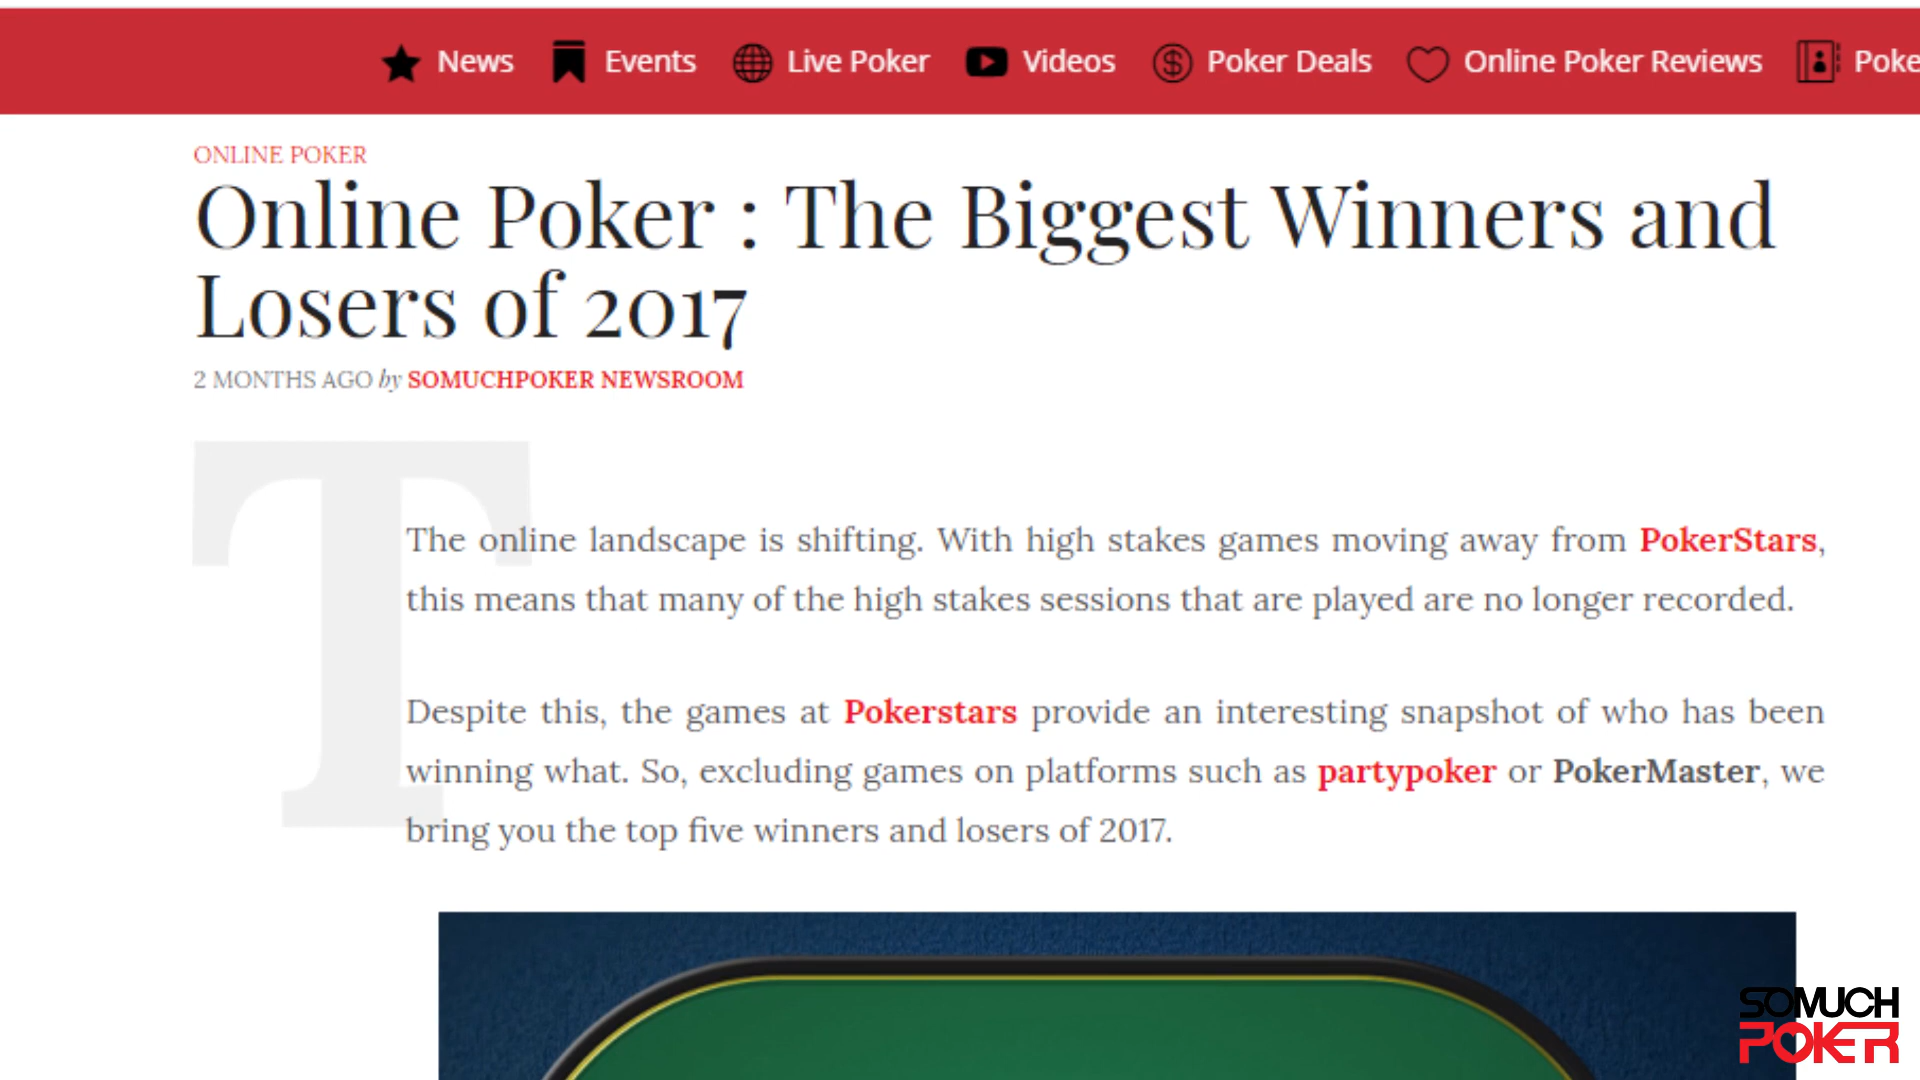 News Events Live Poker Videos Poker Deals Online Poker Reviews Poke
ONLINE POKER
Online Poker : The Biggest Winners and
Losers of 2017
2 MONTHS AGO by SOMUCHPOKER NEWSROOM
T
The online landscape is shifting. With high stakes games moving away from PokerStars,
this means that many of the high stakes sessions that are played are no longer recorded.
Despite this, the games at Pokerstars provide an interesting snapshot of who has been
winning what. So, excluding games on platforms such as partypoker or PokerMaster, we
bring you the top five winners and losers of 2017.
SOMUCH
POKER